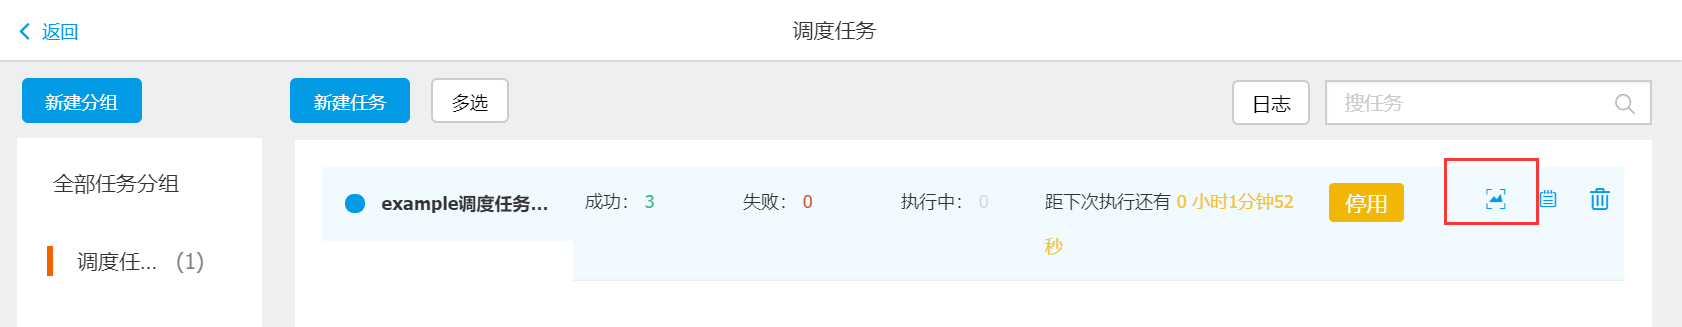 返回
调度任务
新建分组
新建任务
多选
日志
搜任务
全部任务分组
调度任... (1)
example调度任务...
成功： 3
失败： 0
执行中： 0
距下次执行还有 0 小时1分钟52
秒
停用